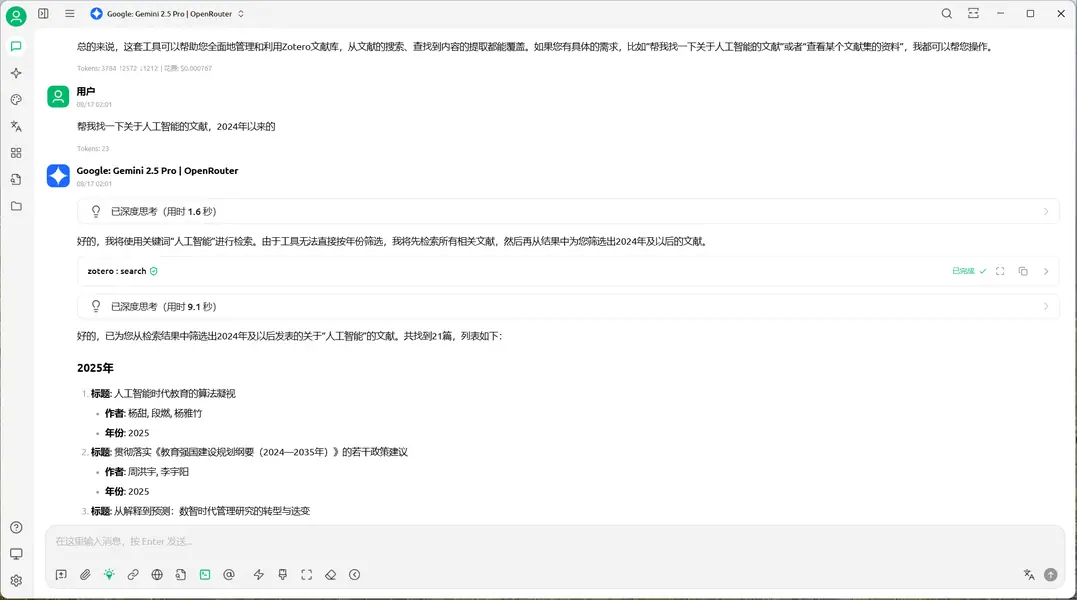 Google: Gemini 2.5 Pro | OpenRouter
总的来说，这套工具可以帮助您全面地管理和利用Zotero文献库，从文献的搜索、查找到内容的提取都能覆盖。如果您有具体的需求，比如“帮我找一下关于人工智能的文献”或者“查看某个文献集的资料”，我都可以帮您操作。
Tokens: 3784 ↑2572 ↓1212 | 花费: $0.000767
用户
08/17 02:01
帮我找一下关于人工智能的文献，2024年以来的
Tokens: 23
Google: Gemini 2.5 Pro | OpenRouter
08/17 02:01
已深度思考（用时 1.6 秒）
好的，我将使用关键词“人工智能”进行检索。由于工具无法直接按年份筛选，我将先检索所有相关文献，然后再从结果中为您筛选出2024年及以后的文献。
zotero : search
已完成
已深度思考（用时 9.1 秒）
好的，已为您从检索结果中筛选出2024年及以后发表的关于“人工智能”的文献。共找到21篇，列表如下：
2025年
1. 标题: 人工智能时代教育的算法凝视
• 作者: 杨甜, 段燃, 杨雅竹
• 年份: 2025
2. 标题: 贯彻落实《教育强国建设规划纲要（2024—2035年）》的若干政策建议
• 作者: 周洪宇, 李宇阳
• 年份: 2025
3. 标题: 从解释到预测：数智时代管理研究的转型与迭变
在这里输入消息，按 Enter 发送...